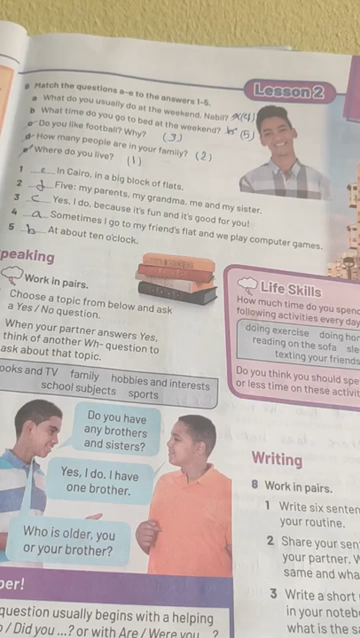 Lesson 2
Match the questions a-e to the answers 1-5.
a What do you usually do at the weekend, Nabil? (4)
b What time do you go to bed at the weekend? (5)
Do you like football? Why? (3)
d How many people are in your family? (2)
Where do you live? (1)
1 e In Cairo, in a big block of flats.
2 d Five: my parents, my grandma, me and my sister.
3 c Yes, I do, because it's fun and it's good for you!
4 a Sometimes I go to my friend's flat and we play computer games.
5 b At about ten o'clock.
peaking
Work in pairs.
Choose a topic from below and ask
a Yes / No question.
When your partner answers Yes,
think of another Wh- question to
ask about that topic.
ooks and TV family hobbies and interests
school subjects sports
Do you have
any brothers
and sisters?
Yes, I do. I have
one brother.
Who is older, you
or your brother?
er!
question usually begins with a helping
/ Did you ...? or with Are / Were you ?
Life Skills
How much time do you spend
following activities every day
doing exercise doing hor
reading on the sofa sle
texting your friends
Do you think you should spe
or less time on these activit
Writing
8 Work in pairs.
1 Write six senten
your routine.
2 Share your sen
your partner. W
same and wha
3 Write a short
in your noteb
what is the s